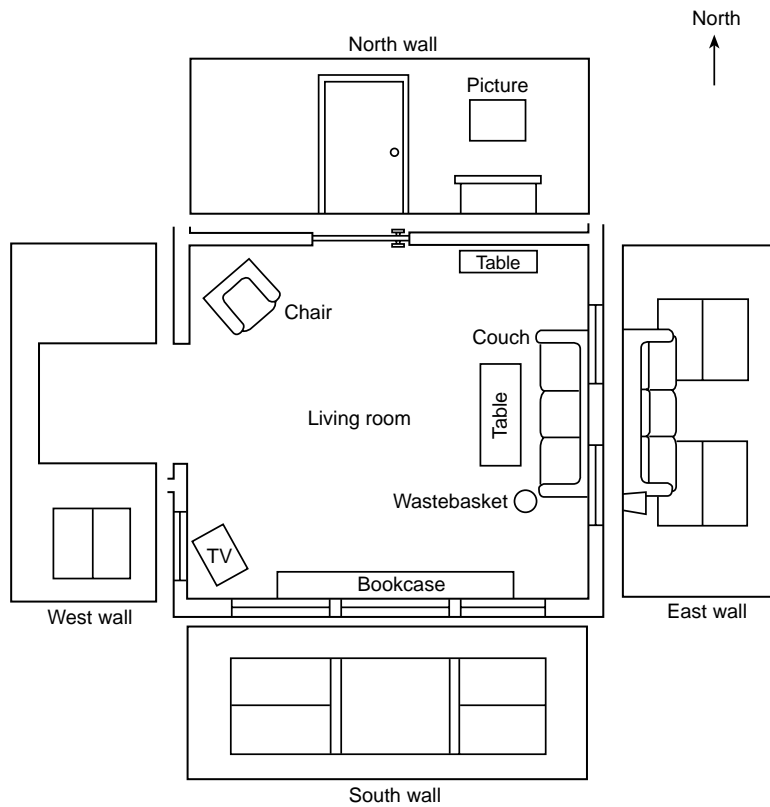 North
North wall
Picture
Table
Chair
Couch
Table
Living room
Wastebasket
TV
Bookcase
West wall
East wall
South wall